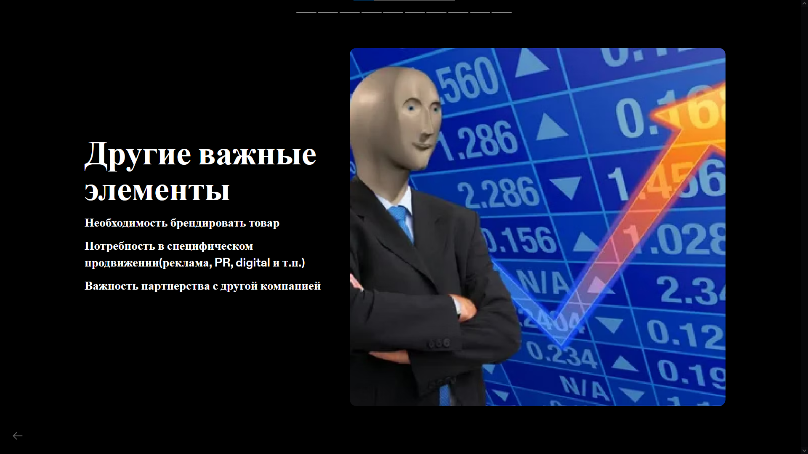 Другие важные
элементы
Необходимость брендировать товар
Потребность в специфическом
продвижении(реклама, PR, digital и т.п.)
Важность партнерства с другой компанией
.560
1.286
2.286
0.156
N/A
0.234
N/A
0.168
1.456
1.028
2.34
0.12
0.19